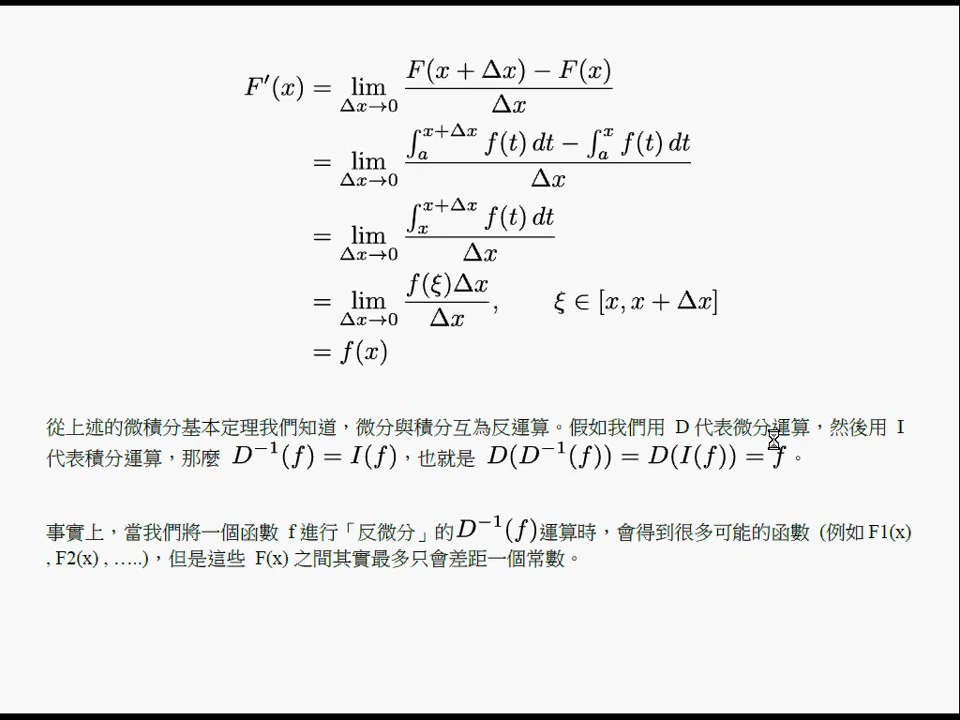 F′(x) = lim_{Δx→0} \frac{F(x + Δx) − F(x)}{Δx}
= lim_{Δx→0} \frac{∫_a^{x+Δx} f(t) dt − ∫_a^x f(t) dt}{Δx}
= lim_{Δx→0} \frac{∫_x^{x+Δx} f(t) dt}{Δx}
= lim_{Δx→0} \frac{f(ξ)Δx}{Δx}, ξ ∈ [x, x + Δx]
= f(x)
從上述的微積分基本定理我們知道，微分與積分互為反運算。假如我們用 D 代表微分運算，然後用 I
代表積分運算，那麼 D^{−1}(f) = I(f)，也就是 D(D^{−1}(f)) = D(I(f)) = f 。
事實上，當我們將一個函數 f 進行「反微分」的 D^{−1}(f) 運算時，會得到很多可能的函數 (例如 F1(x)
, F2(x) , …..)，但是這些 F(x) 之間其實最多只會差距一個常數。